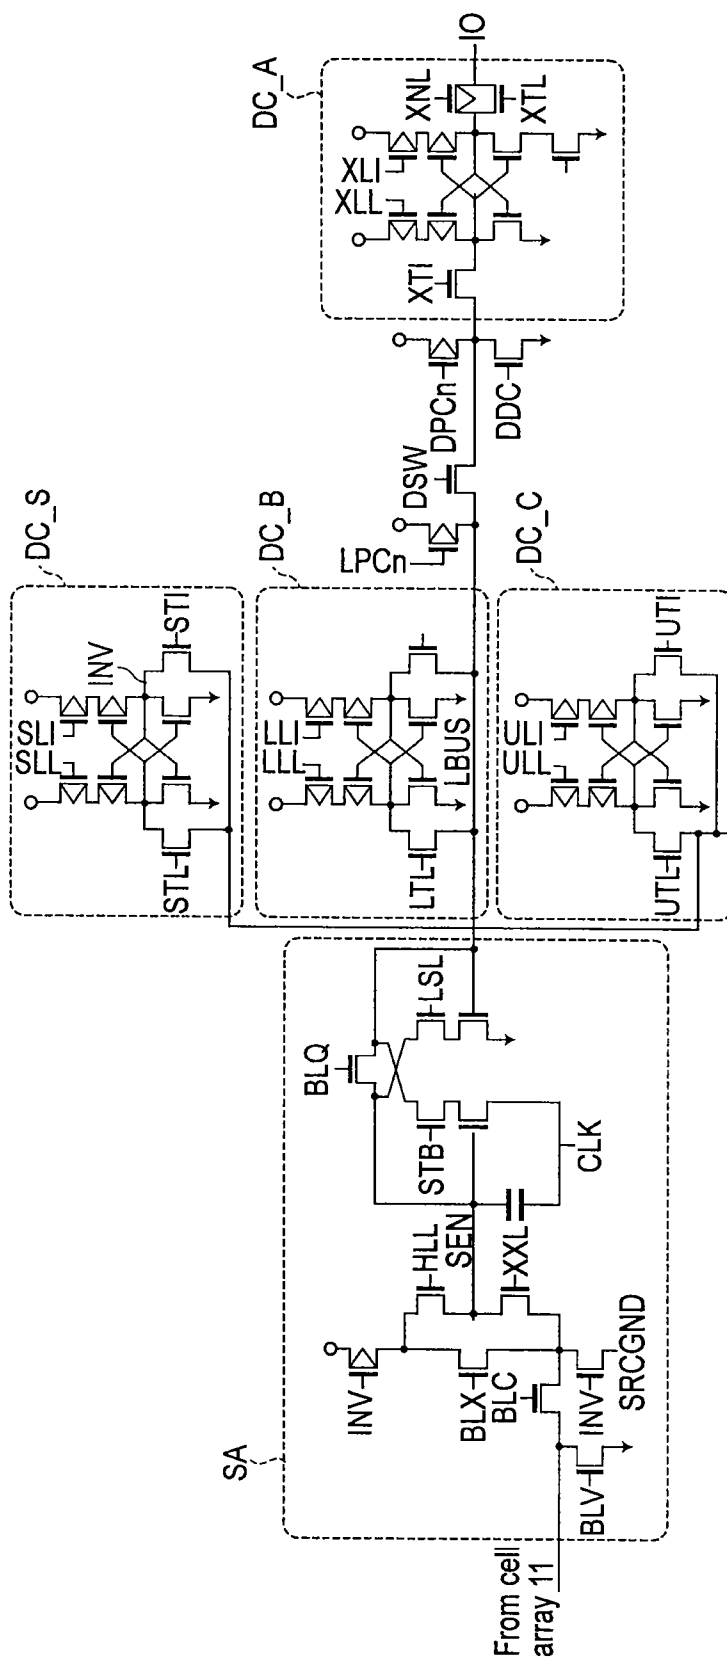 From cell
array 11
SA
BLV
INV
BLX
BLC
INV
SRCGND
HLL
SEN
XXL
CLK
STB
BLQ
LSL
DC_S
SLI
SLL
INV
STL
STI
DC_B
LLI
LLL
LTL
LBUS
DC_C
ULI
ULL
UTL
UTI
LPCn
DSW
DPCn
DDC
DC_A
XLI
XLL
XTI
XNL
XTL
IO